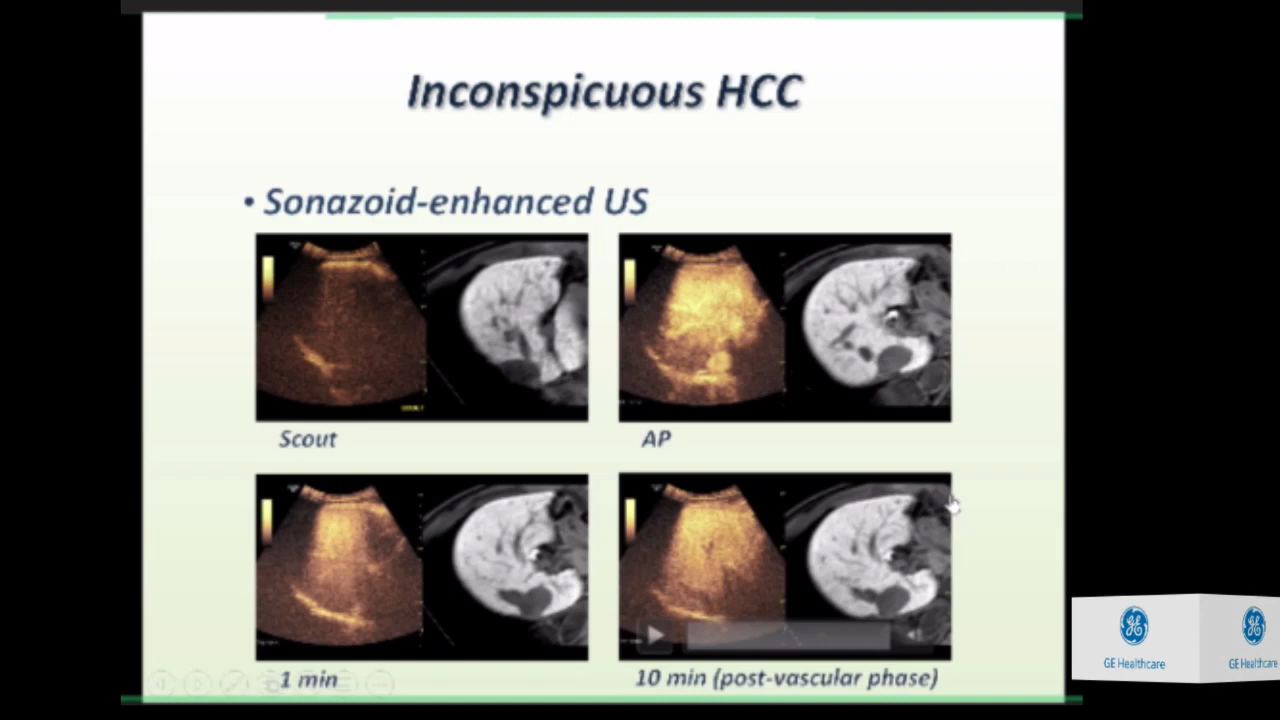 Inconspicuous HCC
• Sonazoid-enhanced US
Scout
AP
1 min
10 min (post-vascular phase)
GE Healthcare
GE Healthcare